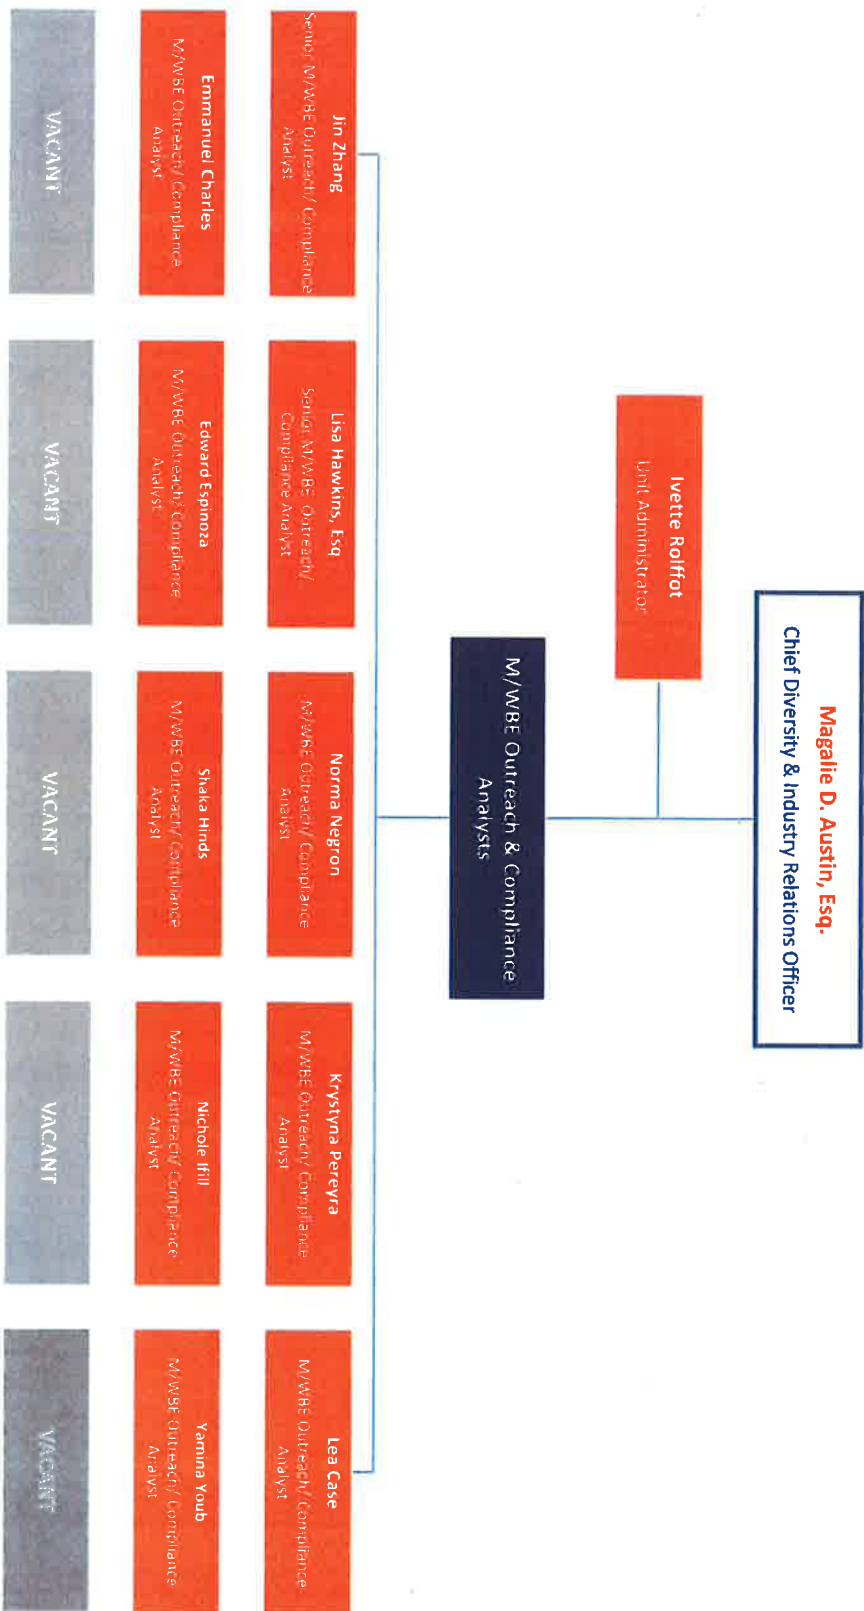 Magalie D. Austin, Esq.
Chief Diversity & Industry Relations Officer
Ivette Rolffot
Unit Administrator
M/WBE Outreach & Compliance
Analysts
Jin Zhang
Senior M/WBE Outreach/ Compliance
Analyst
Lisa Hawkins, Esq
Senior M/WBE Outreach/
Compliance Analyst
Norma Negron
M/WBE Outreach/ Compliance
Analyst
Krystyna Pereyra
M/WBE Outreach/ Compliance
Analyst
Lea Case
M/WBE Outreach/ Compliance
Analyst
Emmanuel Charles
M/WBE Outreach/ Compliance
Analyst
Edward Espinoza
M/WBE Outreach/ Compliance
Analyst
Shaka Hinds
M/WBE Outreach/ Compliance
Analyst
Nichole Ifill
M/WBE Outreach/ Compliance
Analyst
Yamina Youb
M/WBE Outreach/ Compliance
Analyst
VACANT
VACANT
VACANT
VACANT
VACANT